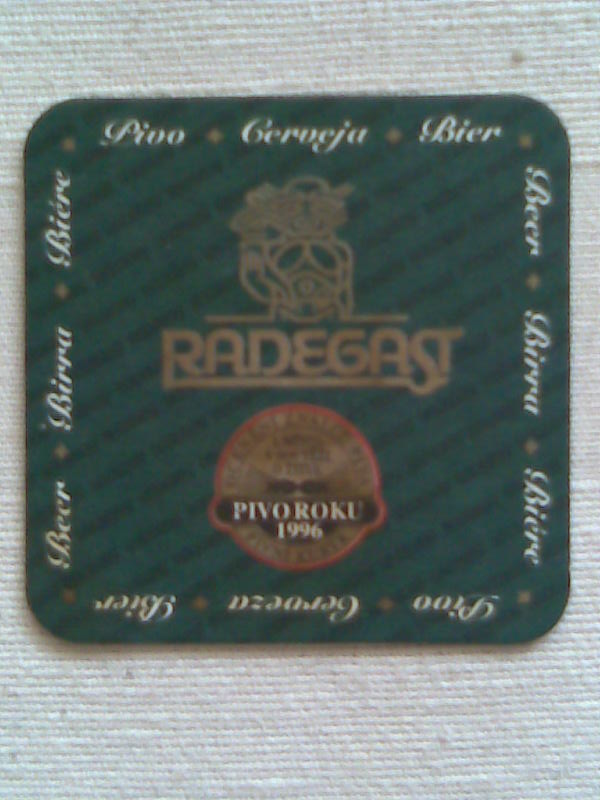 Pivo Cerveja Bier
Beer Birra Bière
Pivo Cerveza Bier
Beer Birra Bière
RADEGAST
PIVO ROKU
1996